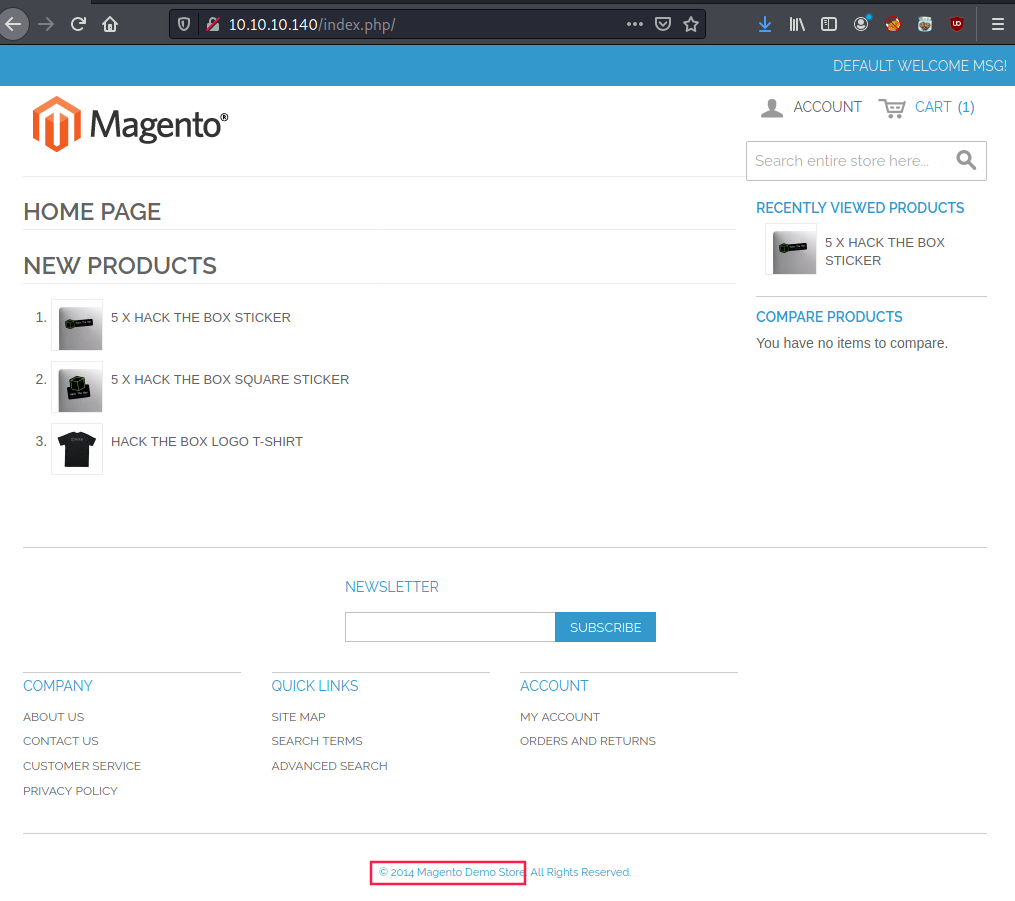 10.10.10.140/index.php/
DEFAULT WELCOME MSG!
Magento®
ACCOUNT CART (1)
Search entire store here...
HOME PAGE
NEW PRODUCTS
1. 5 X HACK THE BOX STICKER
2. 5 X HACK THE BOX SQUARE STICKER
3. HACK THE BOX LOGO T-SHIRT
RECENTLY VIEWED PRODUCTS
5 X HACK THE BOX
STICKER
COMPARE PRODUCTS
You have no items to compare.
NEWSLETTER
SUBSCRIBE
COMPANY
ABOUT US
CONTACT US
CUSTOMER SERVICE
PRIVACY POLICY
QUICK LINKS
SITE MAP
SEARCH TERMS
ADVANCED SEARCH
ACCOUNT
MY ACCOUNT
ORDERS AND RETURNS
© 2014 Magento Demo Store. All Rights Reserved.